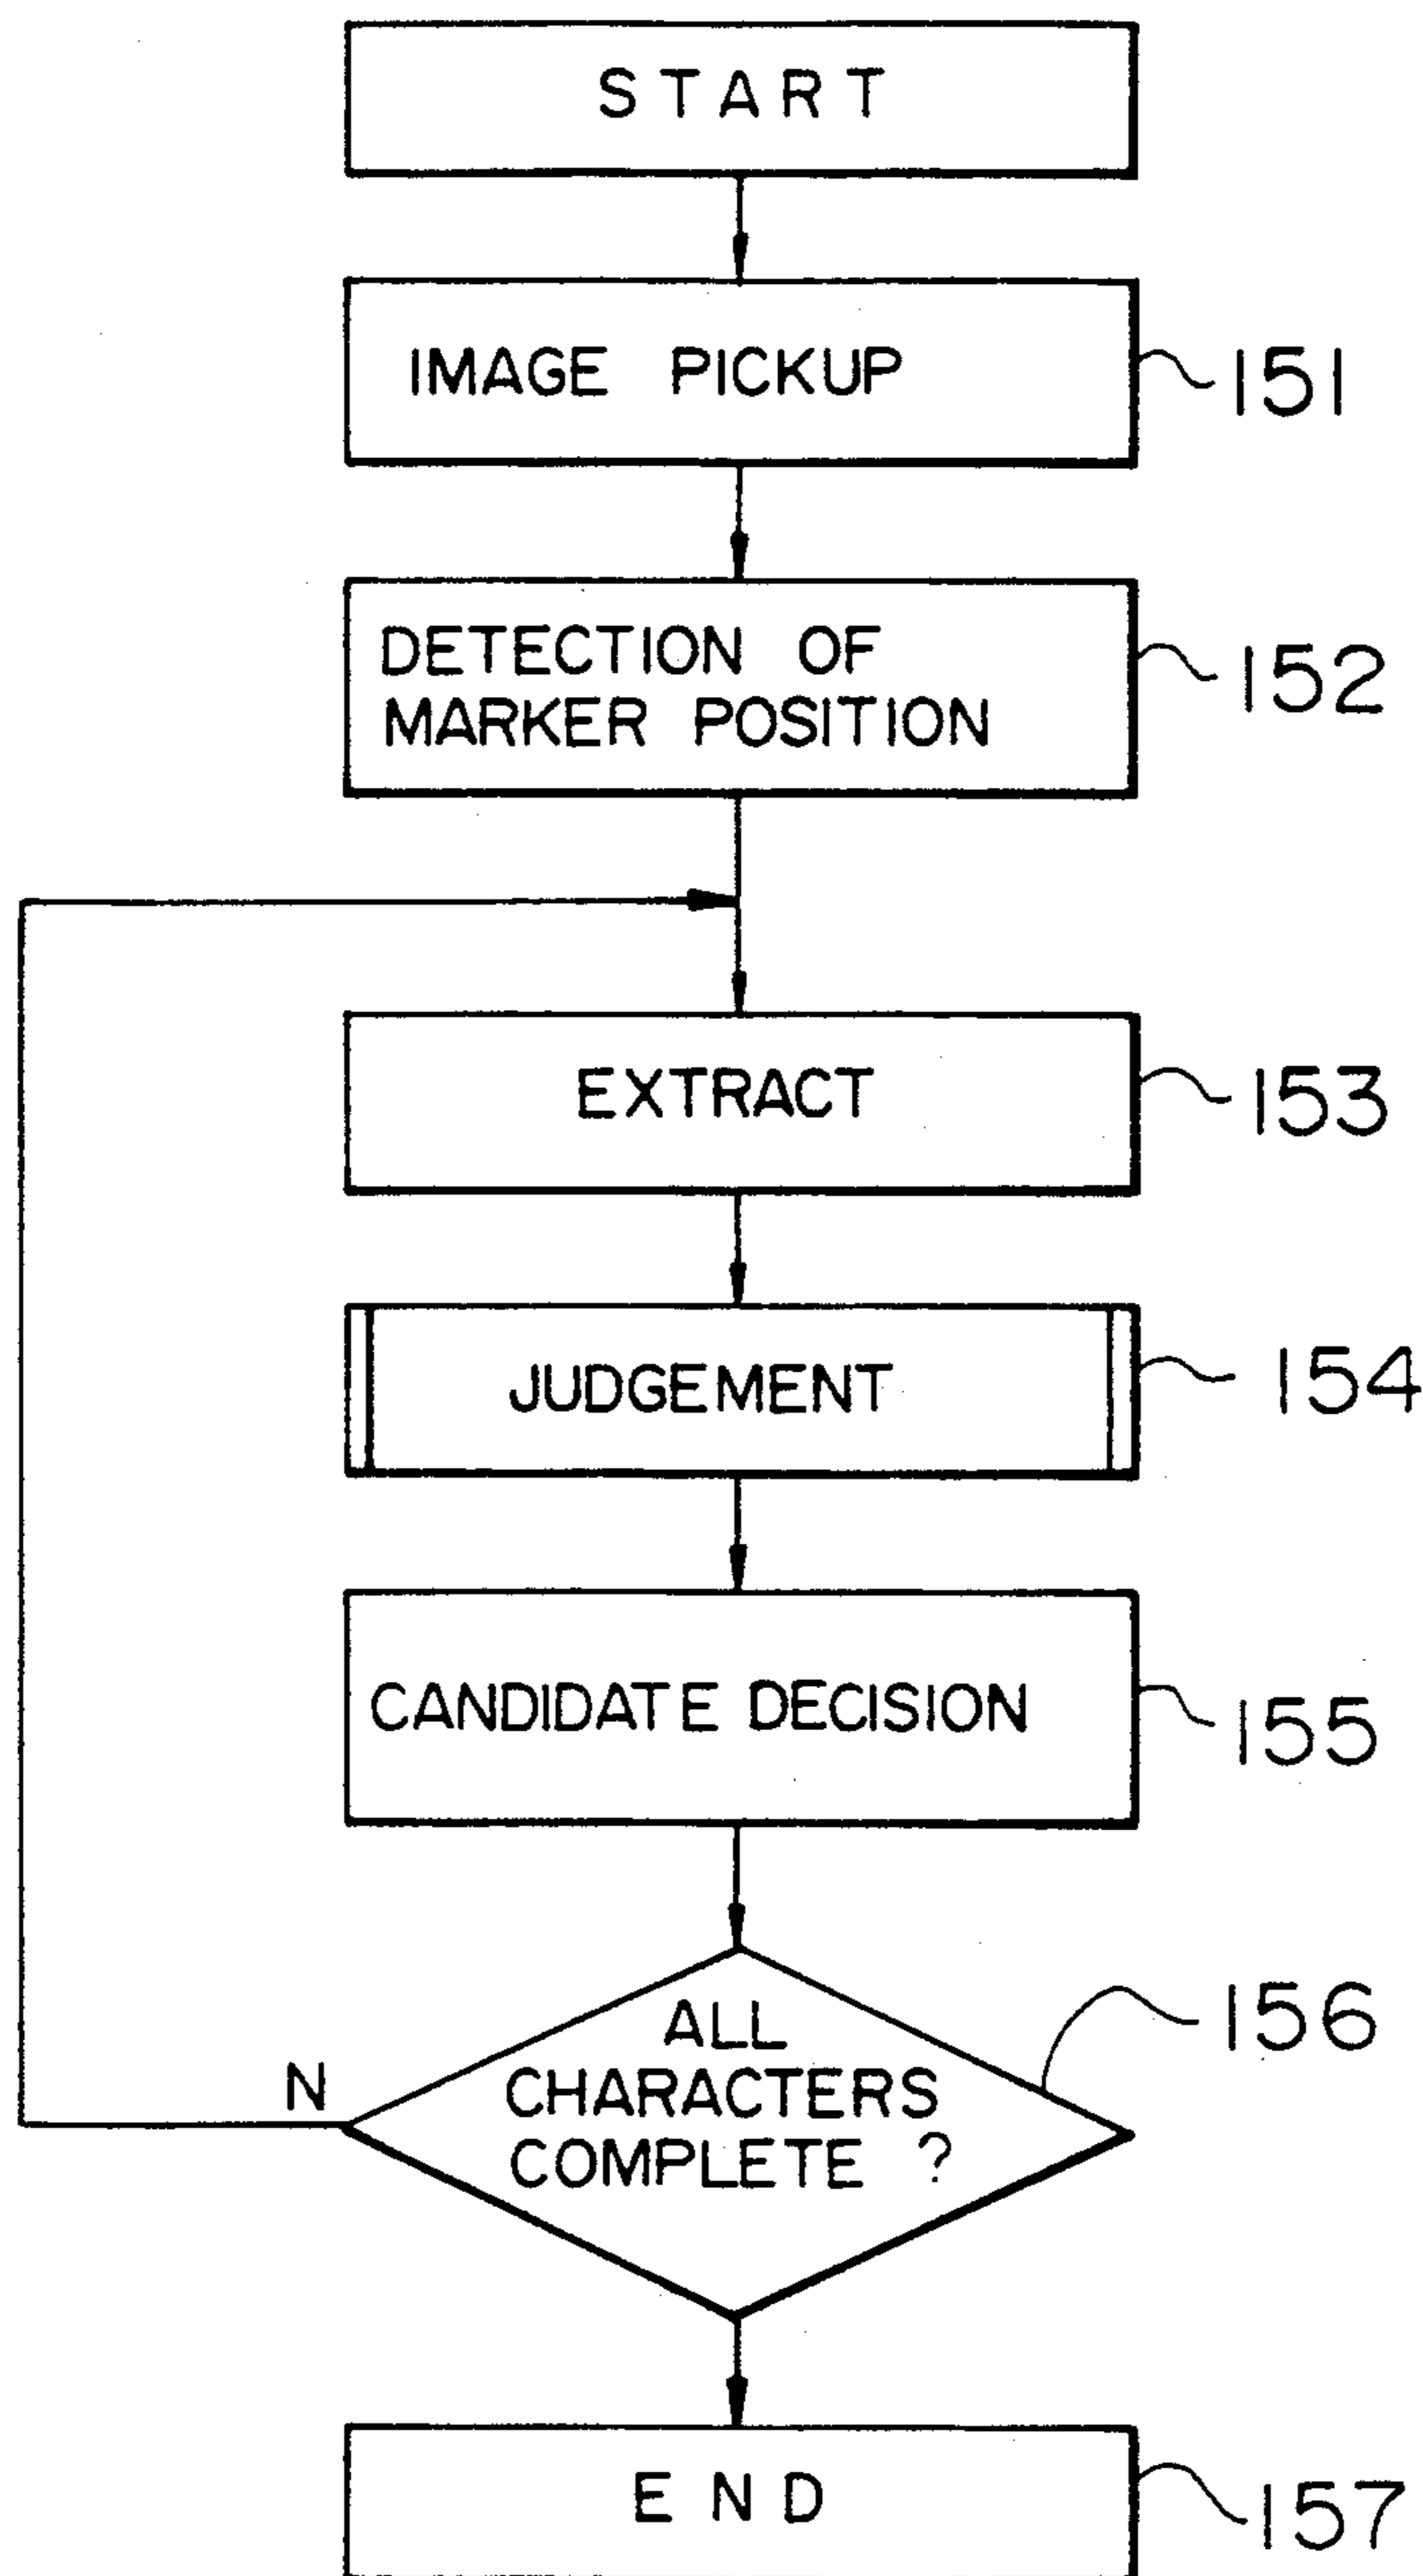 START
IMAGE PICKUP
151
DETECTION OF
MARKER POSITION
152
EXTRACT
153
JUDGEMENT
154
CANDIDATE DECISION
155
ALL
CHARACTERS
COMPLETE ?
156
N
END
157